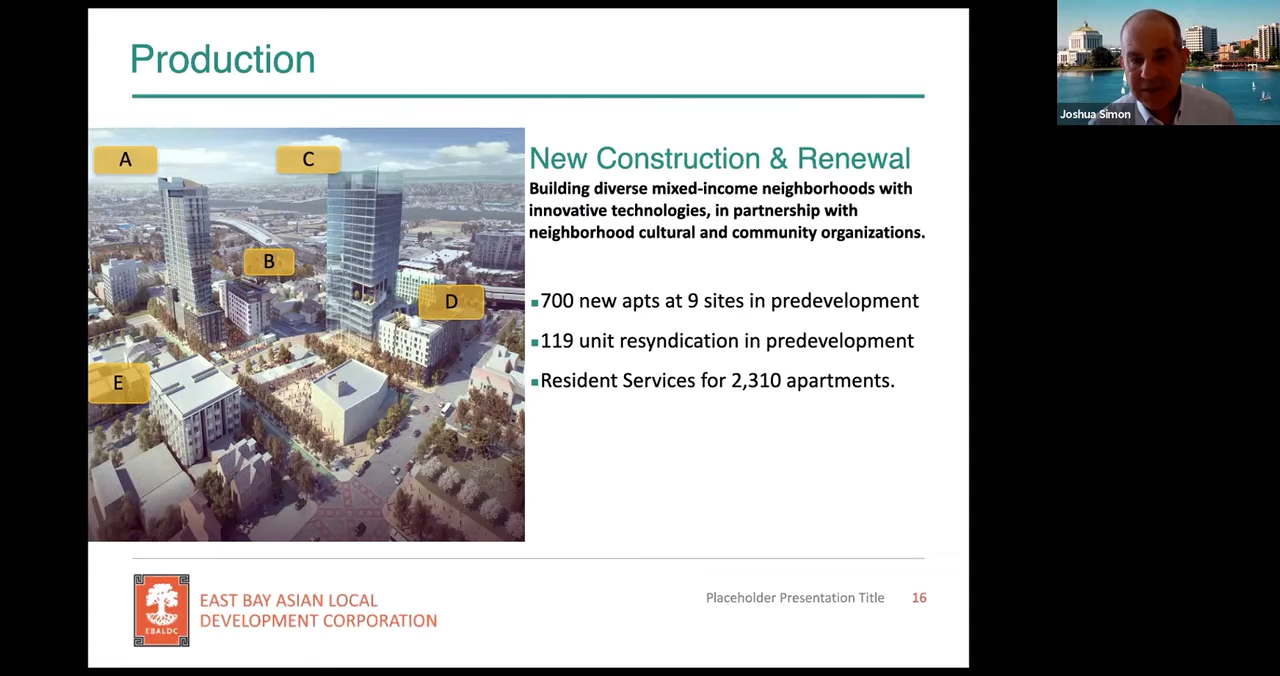 Production
A
C
B
D
E
New Construction & Renewal
Building diverse mixed-income neighborhoods with
innovative technologies, in partnership with
neighborhood cultural and community organizations.
▪700 new apts at 9 sites in predevelopment
▪119 unit resyndication in predevelopment
▪Resident Services for 2,310 apartments.
EBALDC
EAST BAY ASIAN LOCAL
DEVELOPMENT CORPORATION
Placeholder Presentation Title 16
Joshua Simon